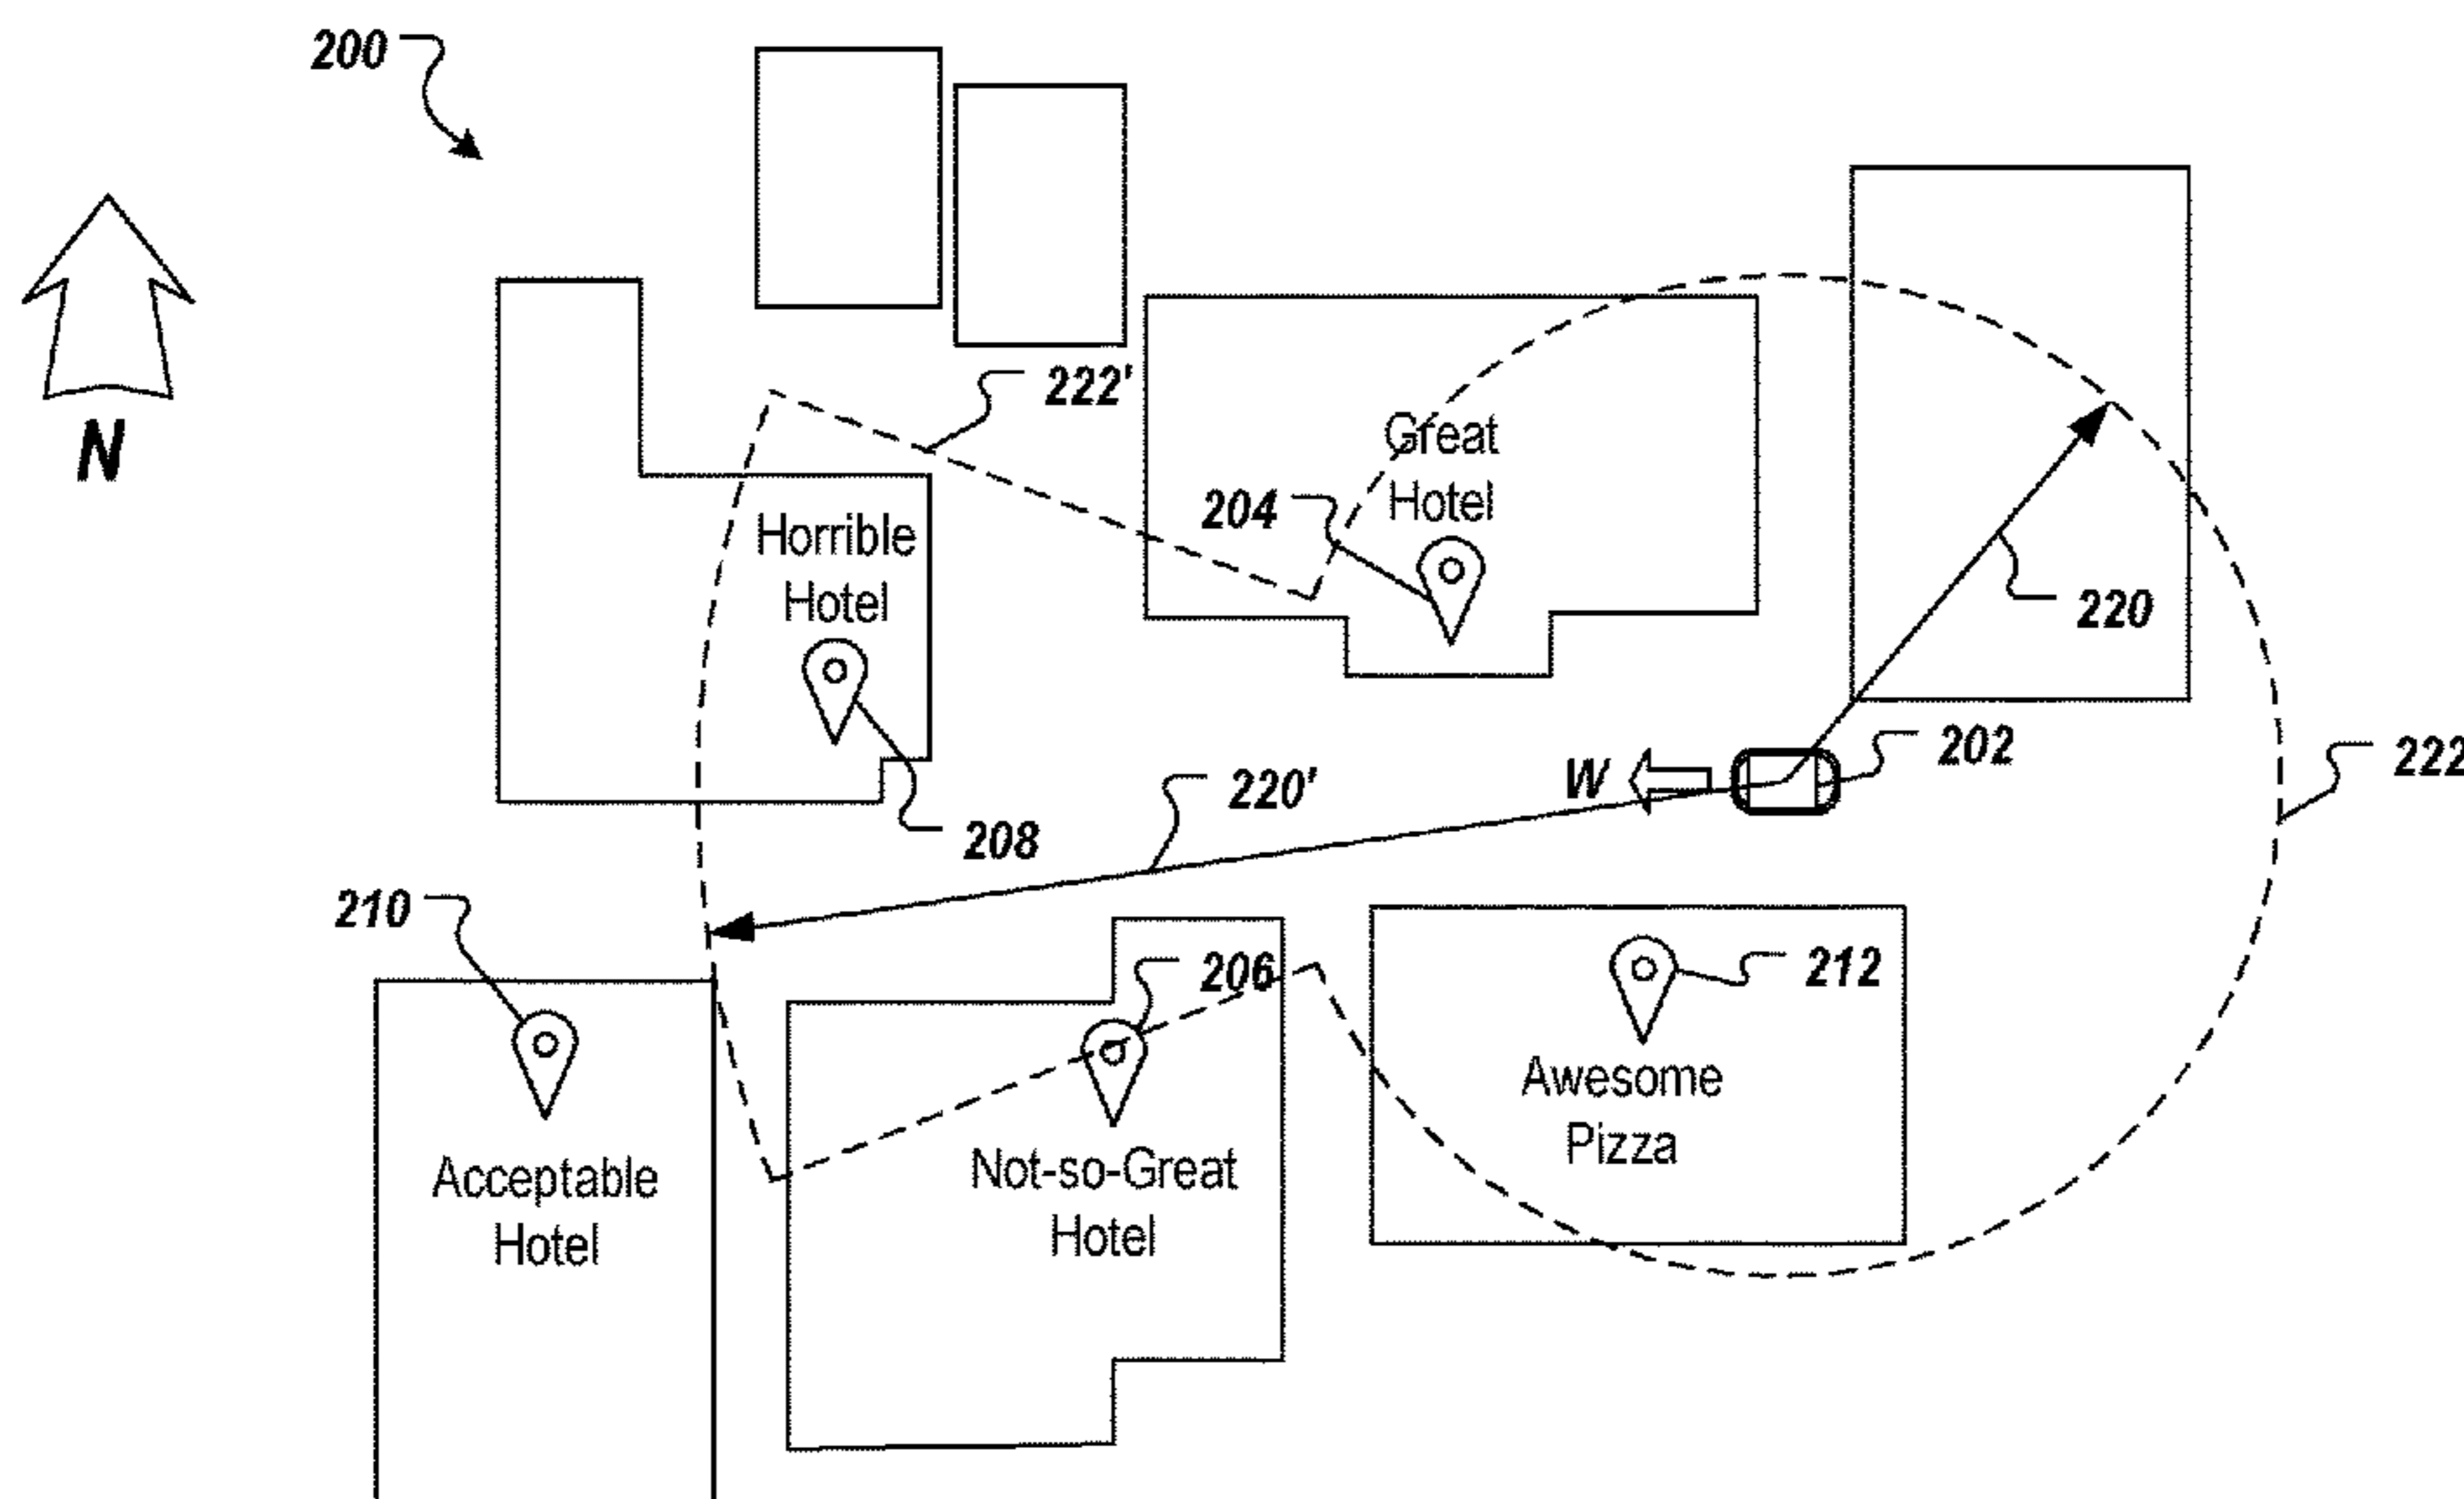 200
222'
Great
Hotel
204
N
Horrible
Hotel
220
202
W
222
220'
208
210
206
212
Awesome
Pizza
Acceptable
Hotel
Not-so-Great
Hotel